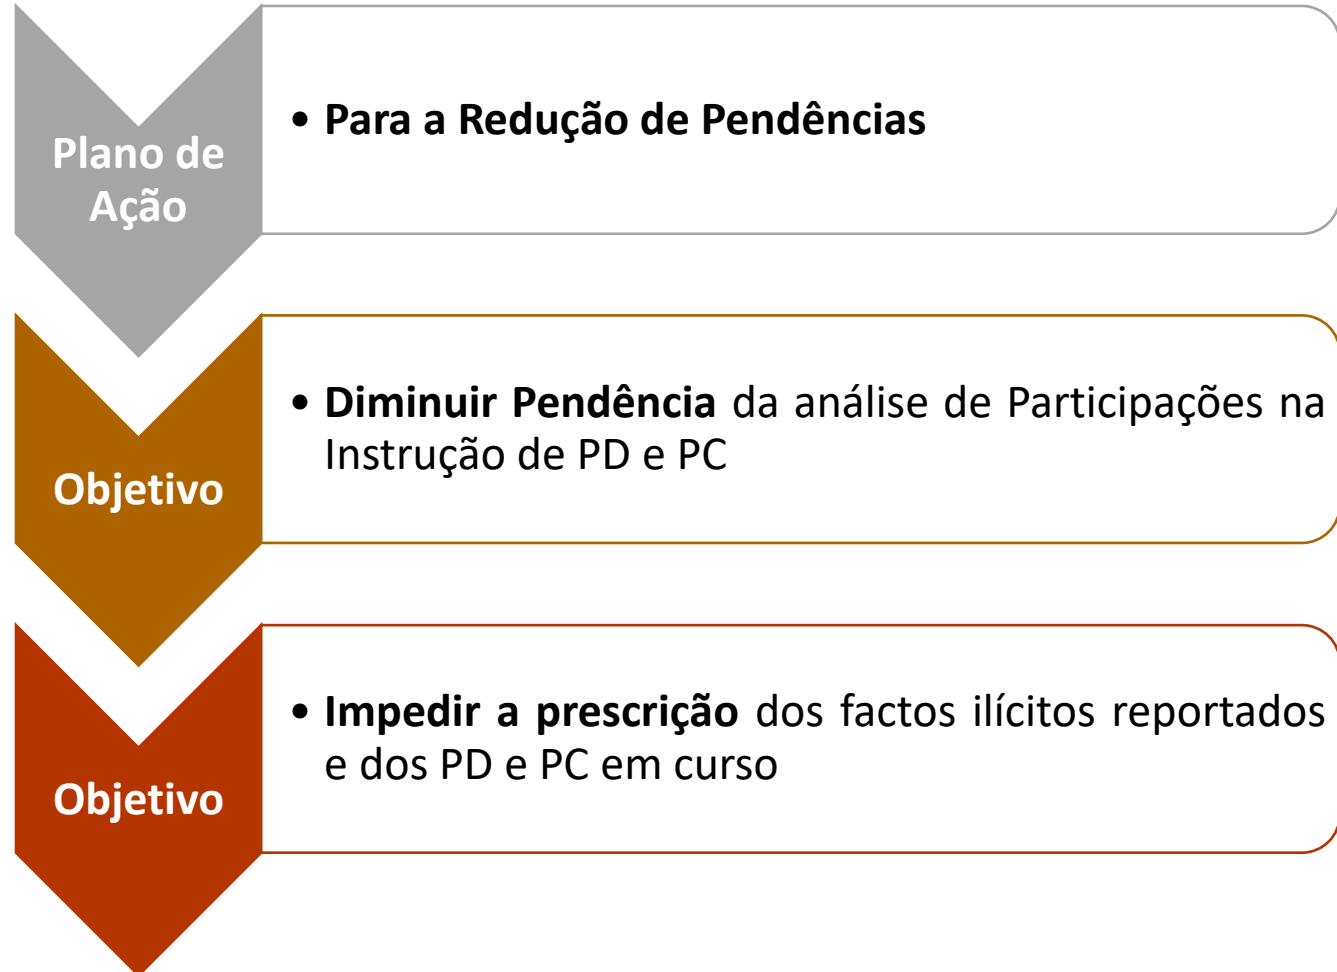 Plano de
Ação
• Para a Redução de Pendências
Objetivo
• Diminuir Pendência da análise de Participações na
Instrução de PD e PC
Objetivo
• Impedir a prescrição dos factos ilícitos reportados
e dos PD e PC em curso